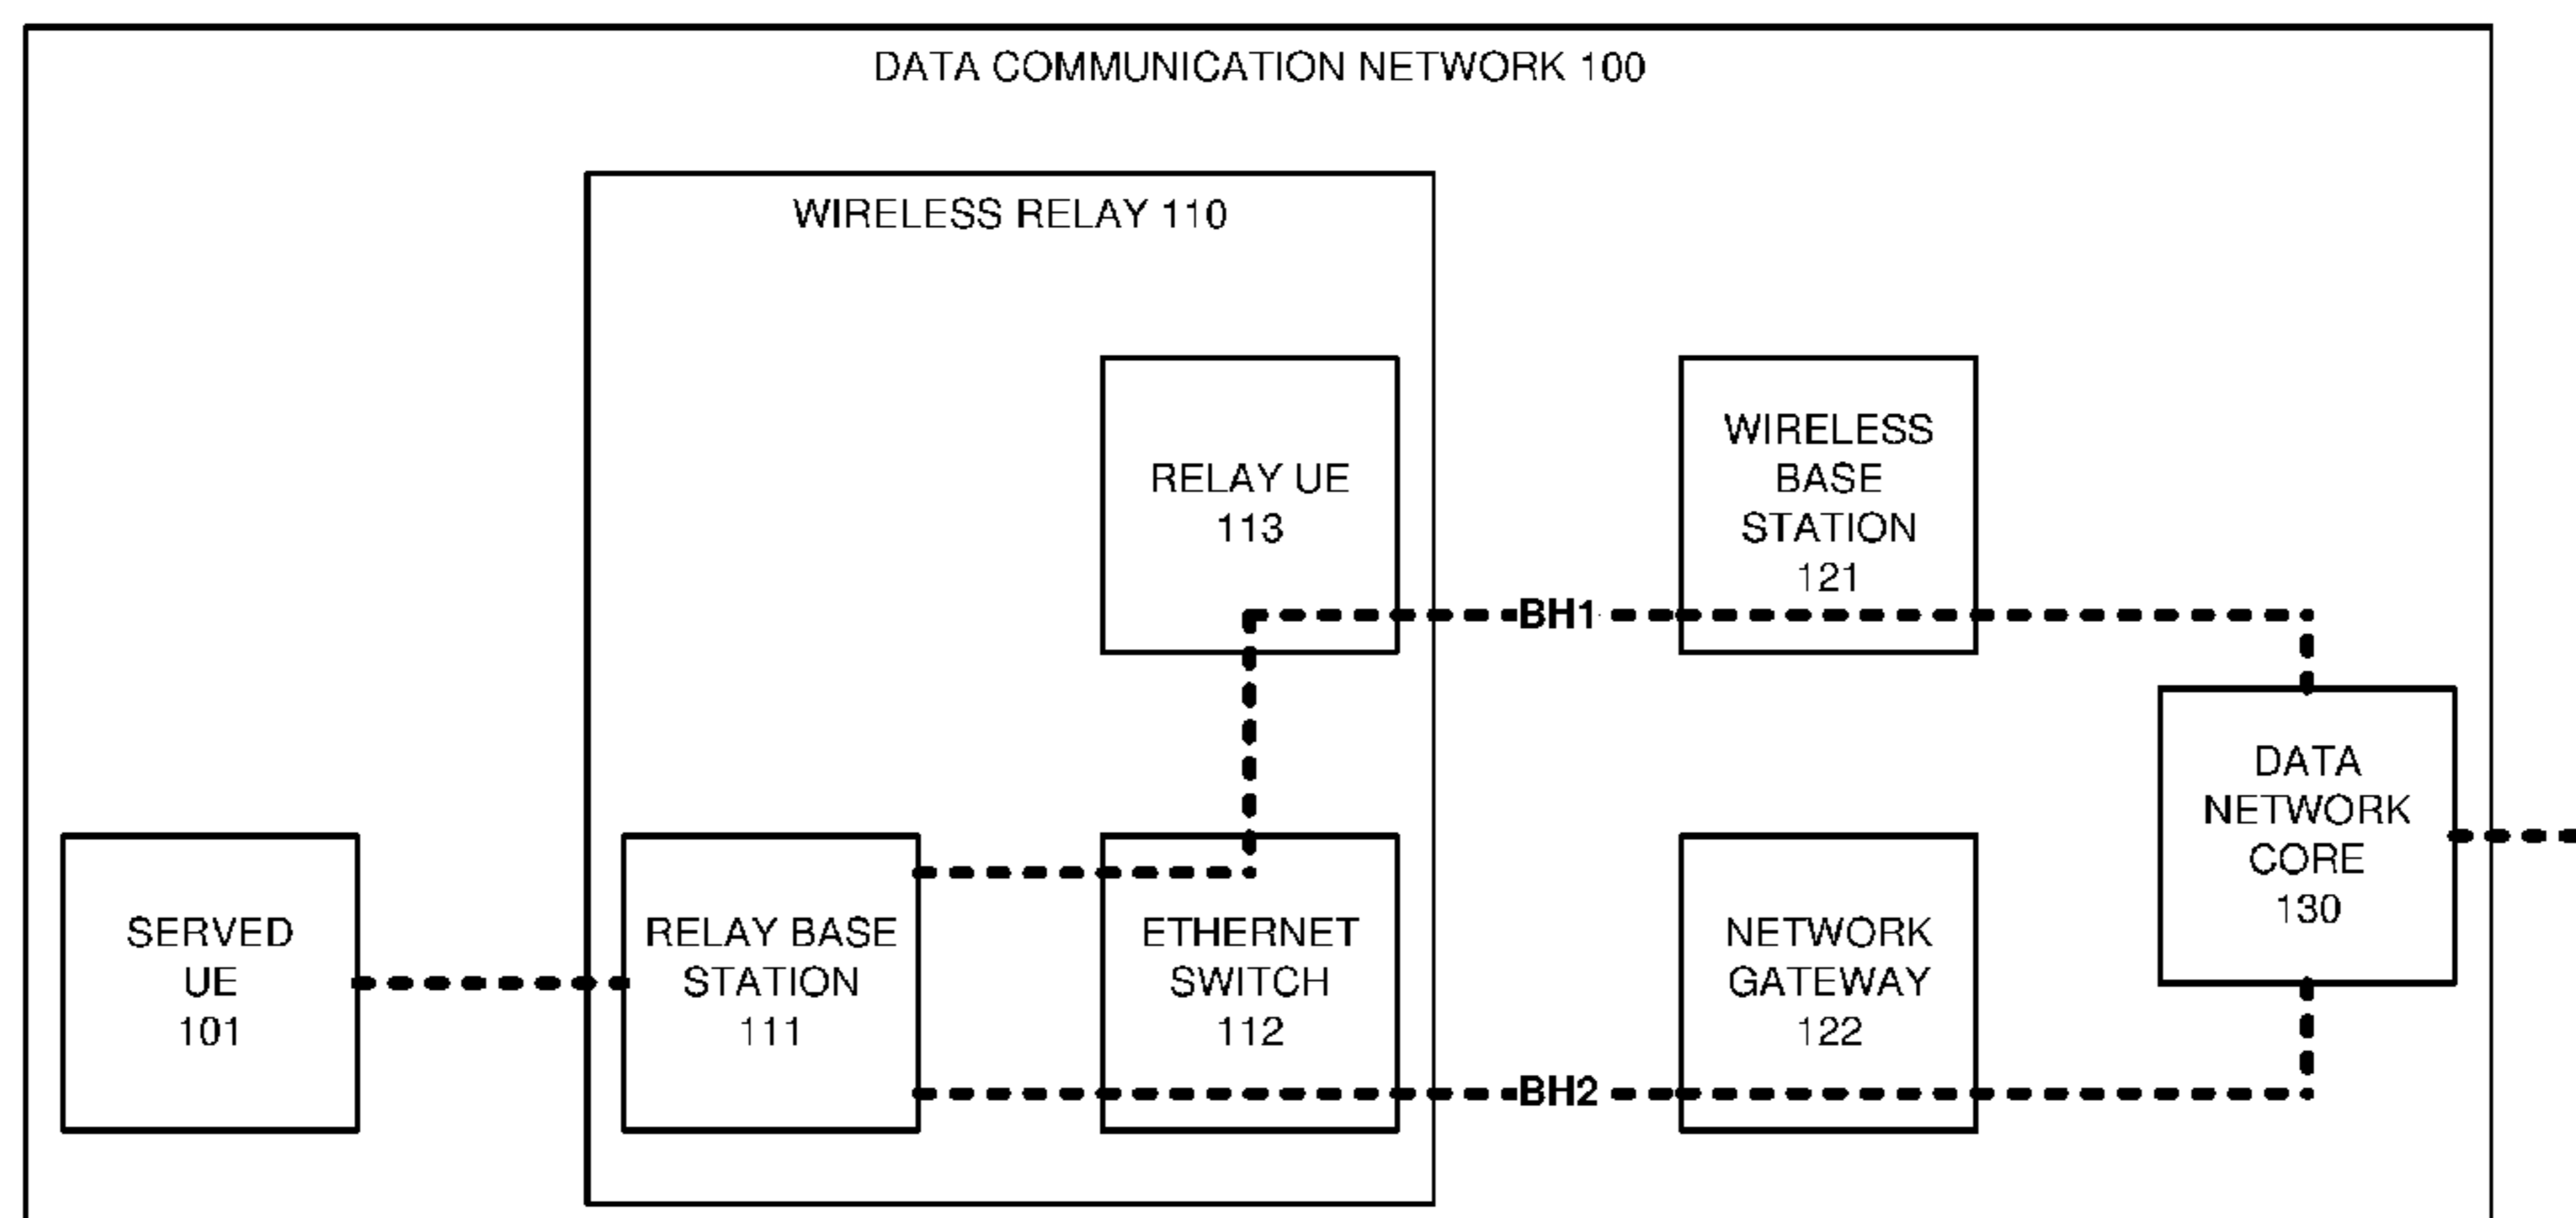 DATA COMMUNICATION NETWORK 100
WIRELESS RELAY 110
RELAY UE
113
WIRELESS
BASE
STATION
121
BH1
DATA
NETWORK
CORE
130
SERVED
UE
101
RELAY BASE
STATION
111
ETHERNET
SWITCH
112
NETWORK
GATEWAY
122
BH2